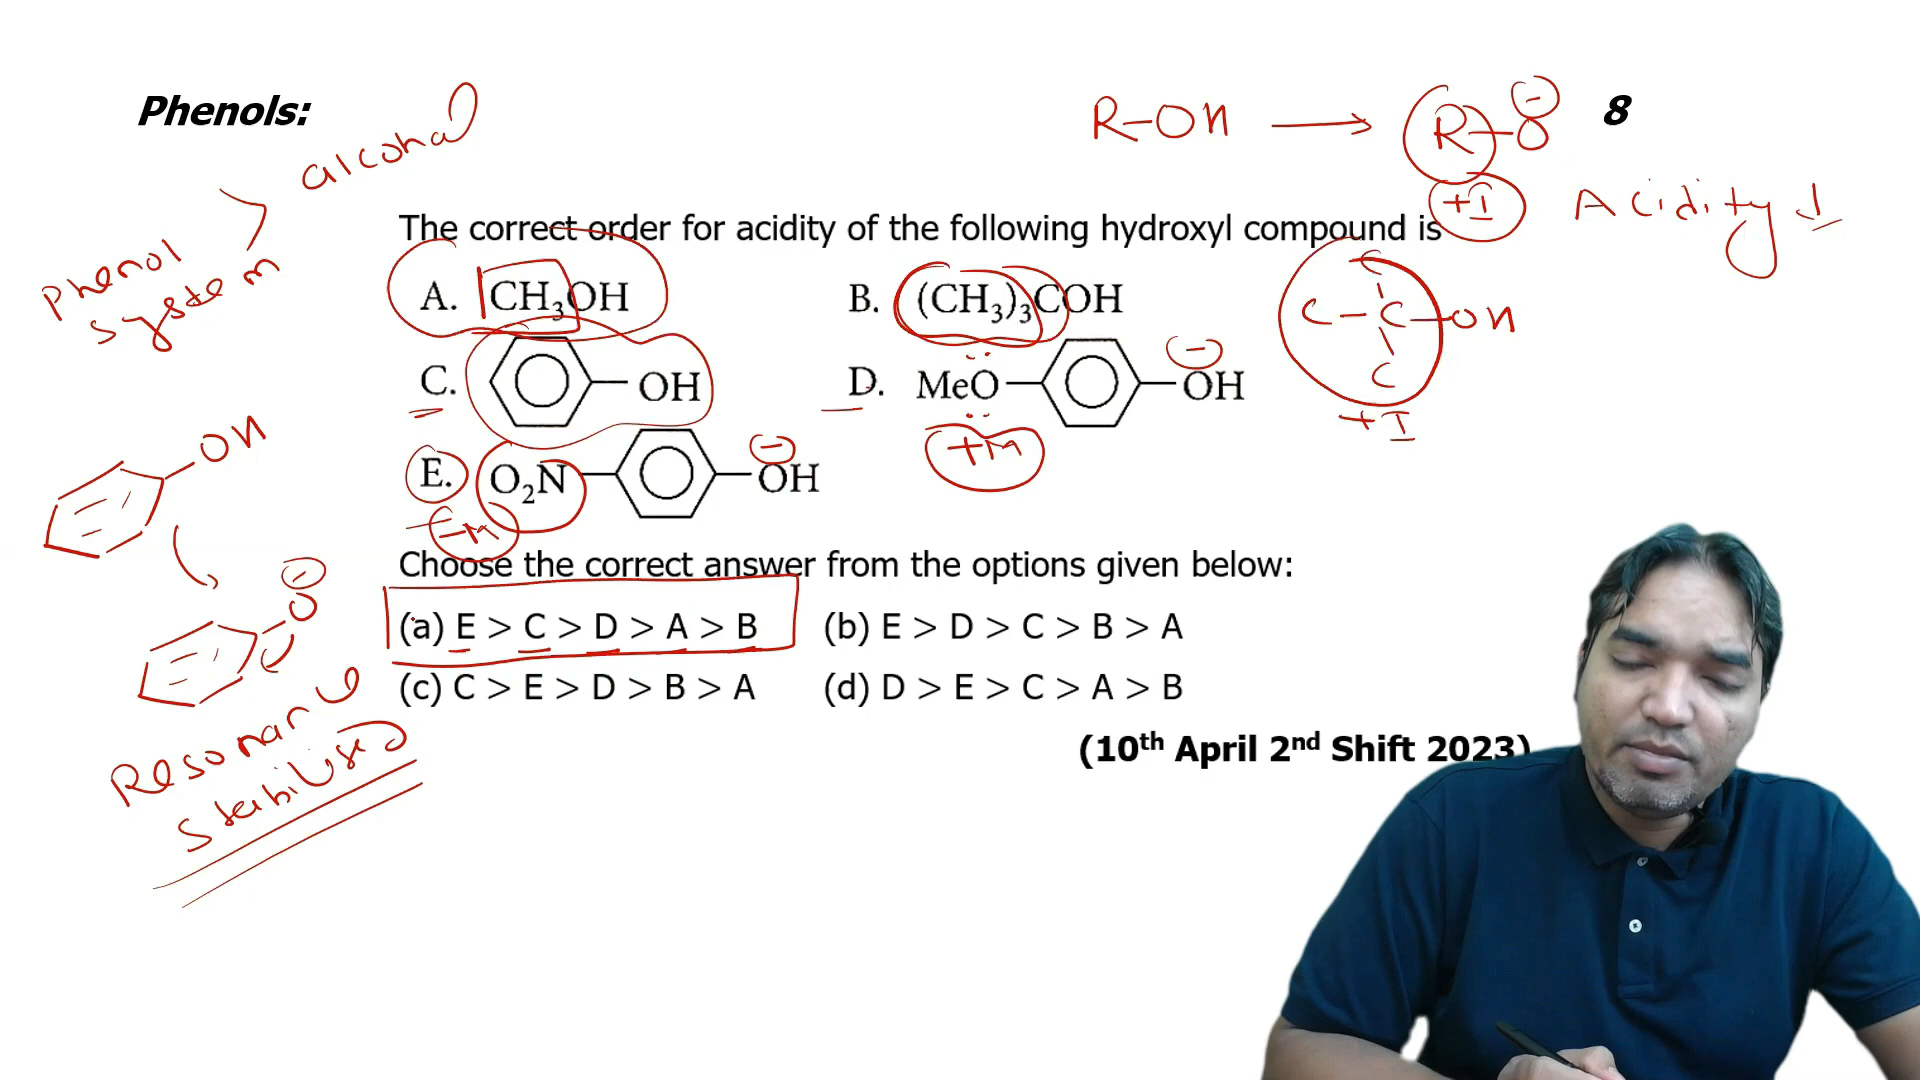 Phenols:
8
alcohol
Phenol
system
>
R-OH → R-O ⊖
+I
Acidity ↓
The correct order for acidity of the following hydroxyl compound is
A. CH₃OH
B. (CH₃)₃COH
C
C-C-OH
C
+I
C. OH
D. MeO OH ⊖
+M
E. O₂N OH ⊖
-M
OH
O ⊖
Resonance
stabilised
Choose the correct answer from the options given below:
(a) E > C > D > A > B
(b) E > D > C > B > A
(c) C > E > D > B > A
(d) D > E > C > A > B
(10th April 2nd Shift 2023)